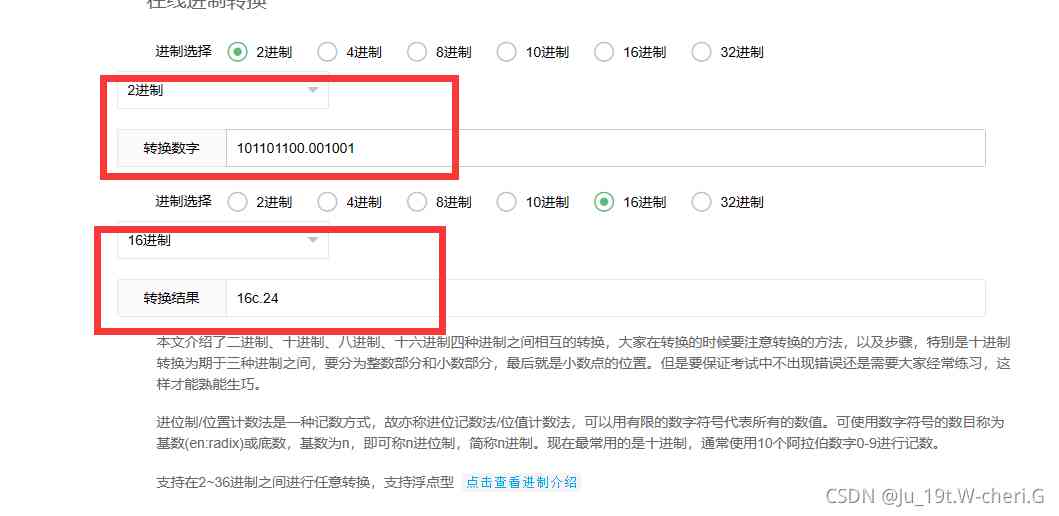 在线进制转换
进制选择 2进制 4进制 8进制 10进制 16进制 32进制
2进制
转换数字 101101100.001001
进制选择 2进制 4进制 8进制 10进制 16进制 32进制
16进制
转换结果 16c.24
本文介绍了二进制、十进制、八进制、十六进制四种进制之间相互的转换，大家在转换的时候要注意转换的方法，以及步骤，特别是十进制
转换为期于三种进制之间，要分为整数部分和小数部分，最后就是小数点的位置。但是要保证考试中不出现错误还是需要大家经常练习，这
样才能熟能生巧。
进位制/位置计数法是一种记数方式，故亦称进位记数法/位值计数法，可以用有限的数字符号代表所有的数值。可使用数字符号的数目称为
基数(en:radix)或底数，基数为n，即可称n进位制，简称n进制。现在最常用的是十进制，通常使用10个阿拉伯数字0-9进行记数。
支持在2~36进制之间进行任意转换，支持浮点型 点击查看进制介绍
CSDN @Ju_19t.W-cheri.G